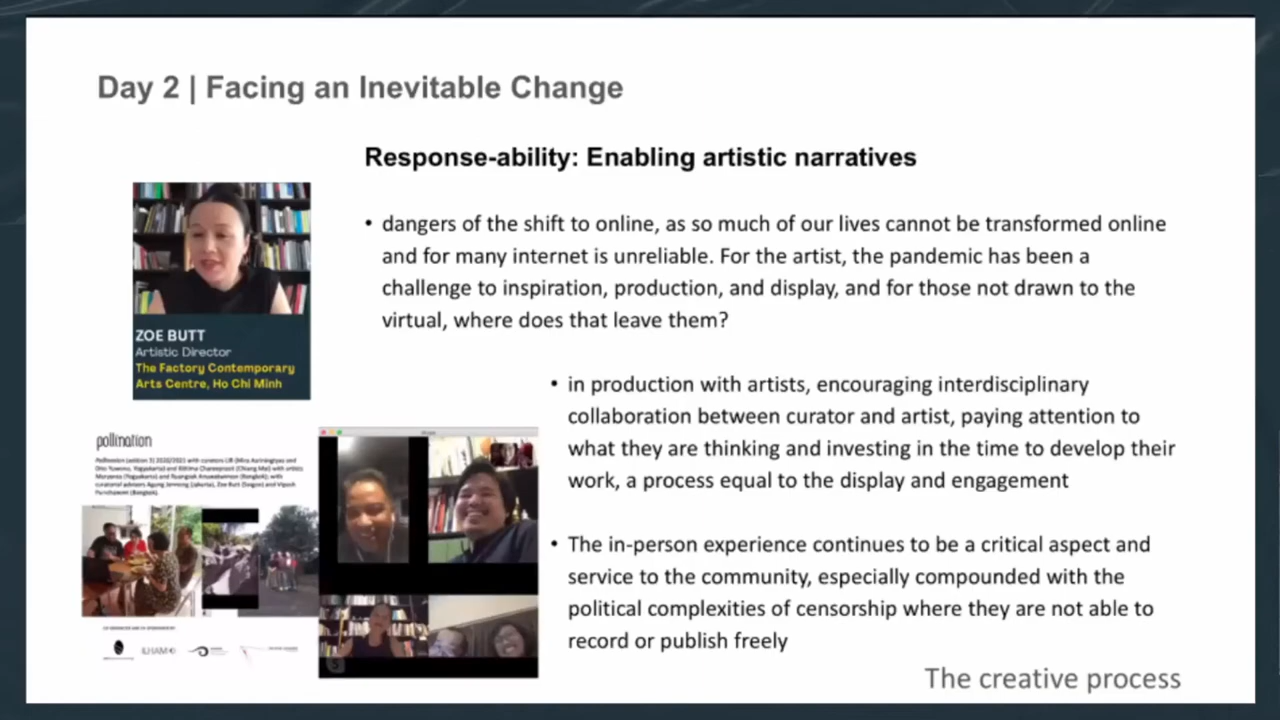 Day 2 | Facing an Inevitable Change
Response-ability: Enabling artistic narratives
• dangers of the shift to online, as so much of our lives cannot be transformed online
and for many internet is unreliable. For the artist, the pandemic has been a
challenge to inspiration, production, and display, and for those not drawn to the
virtual, where does that leave them?
ZOE BUTT
Artistic Director
The Factory Contemporary
Arts Centre, Ho Chi Minh
• in production with artists, encouraging interdisciplinary
collaboration between curator and artist, paying attention to
what they are thinking and investing in the time to develop their
work, a process equal to the display and engagement
• The in-person experience continues to be a critical aspect and
service to the community, especially compounded with the
political complexities of censorship where they are not able to
record or publish freely
pollination
ILHAM
The creative process